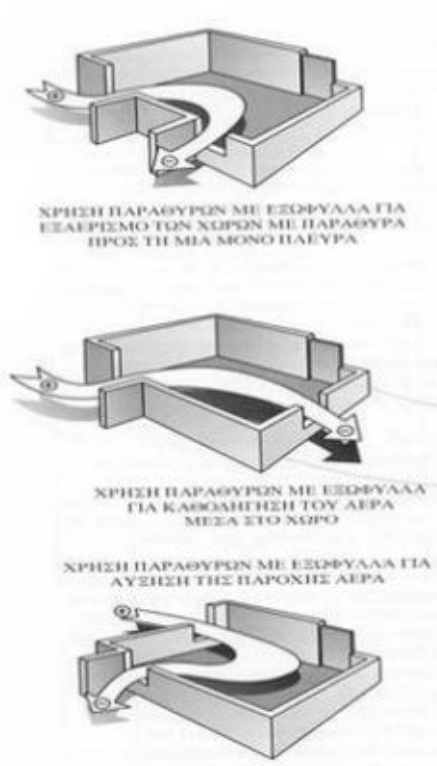 +
−
ΧΡΗΣΗ ΠΑΡΑΘΥΡΩΝ ΜΕ ΕΞΩΦΥΛΛΑ ΓΙΑ
ΕΞΑΕΡΙΣΜΟ ΤΩΝ ΧΩΡΩΝ ΜΕ ΠΑΡΑΘΥΡΑ
ΠΡΟΣ ΤΗ ΜΙΑ ΜΟΝΟ ΠΛΕΥΡΑ
+
−
ΧΡΗΣΗ ΠΑΡΑΘΥΡΩΝ ΜΕ ΕΞΩΦΥΛΛΑ
ΓΙΑ ΚΑΘΟΔΗΓΗΣΗ ΤΟΥ ΑΕΡΑ
ΜΕΣΑ ΣΤΟ ΧΩΡΟ
ΧΡΗΣΗ ΠΑΡΑΘΥΡΩΝ ΜΕ ΕΞΩΦΥΛΛΑ ΓΙΑ
ΑΥΞΗΣΗ ΤΗΣ ΠΑΡΟΧΗΣ ΑΕΡΑ
+
−